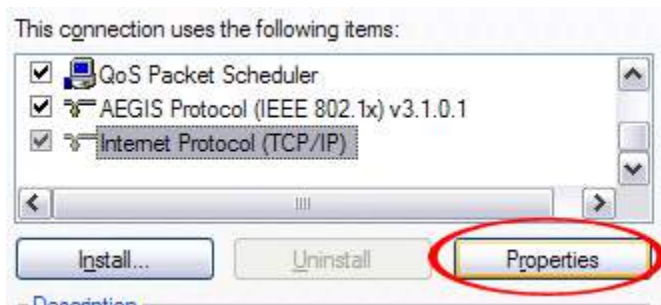 This connection uses the following items:
QoS Packet Scheduler
AEGIS Protocol (IEEE 802.1x) v3.1.0.1
Internet Protocol (TCP/IP)
Install... Uninstall Properties
Description